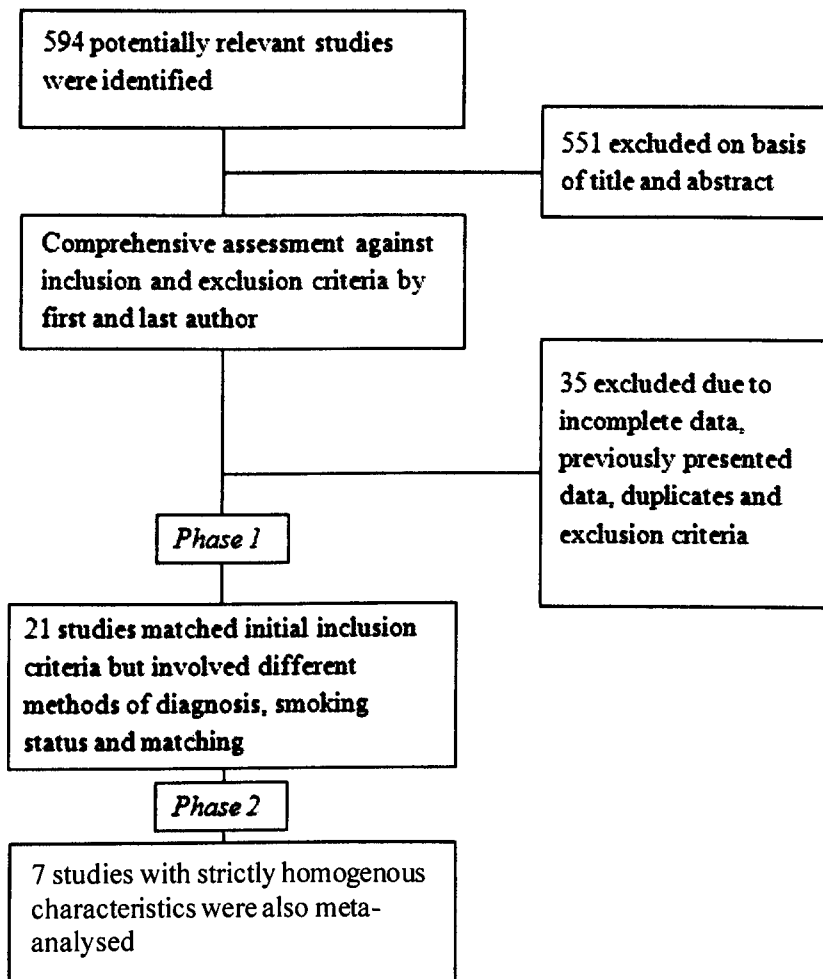 594 potentially relevant studies
were identified
551 excluded on basis
of title and abstract
Comprehensive assessment against
inclusion and exclusion criteria by
first and last author
35 excluded due to
incomplete data,
previously presented
data, duplicates and
exclusion criteria
Phase 1
21 studies matched initial inclusion
criteria but involved different
methods of diagnosis, smoking
status and matching
Phase 2
7 studies with strictly homogenous
characteristics were also meta-
analysed